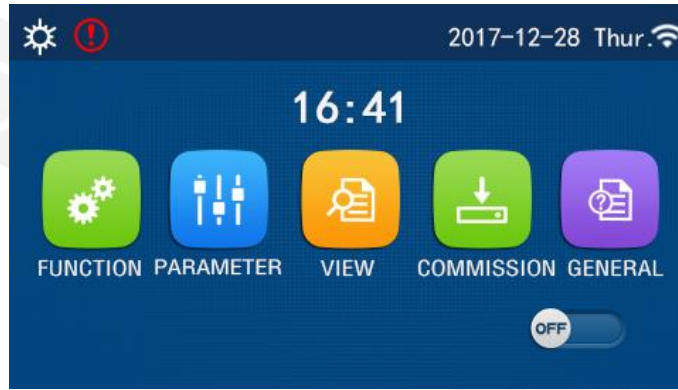 2017-12-28 Thur.
16:41
FUNCTION PARAMETER VIEW COMMISSION GENERAL
OFF